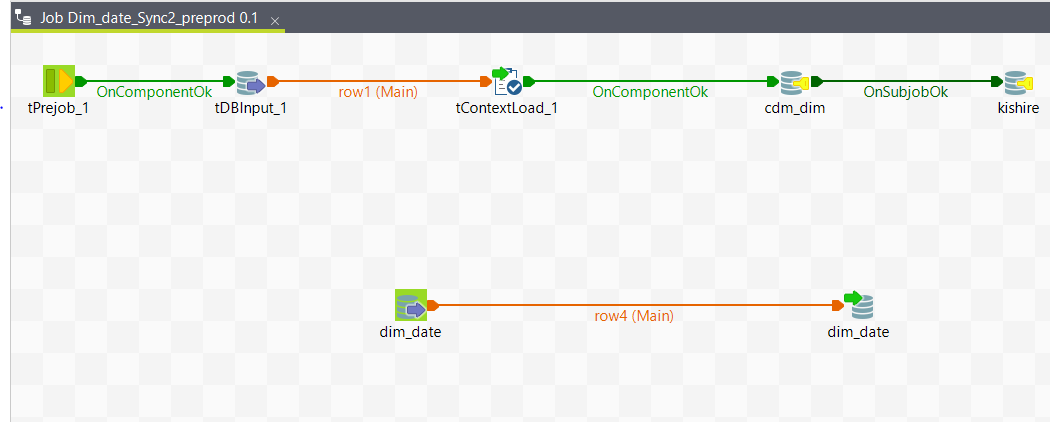 Job Dim_date_Sync2_preprod 0.1
OnComponentOk
row1 (Main)
OnComponentOk
OnSubjobOk
tPrejob_1
tDBInput_1
tContextLoad_1
cdm_dim
kishire
row4 (Main)
dim_date
dim_date